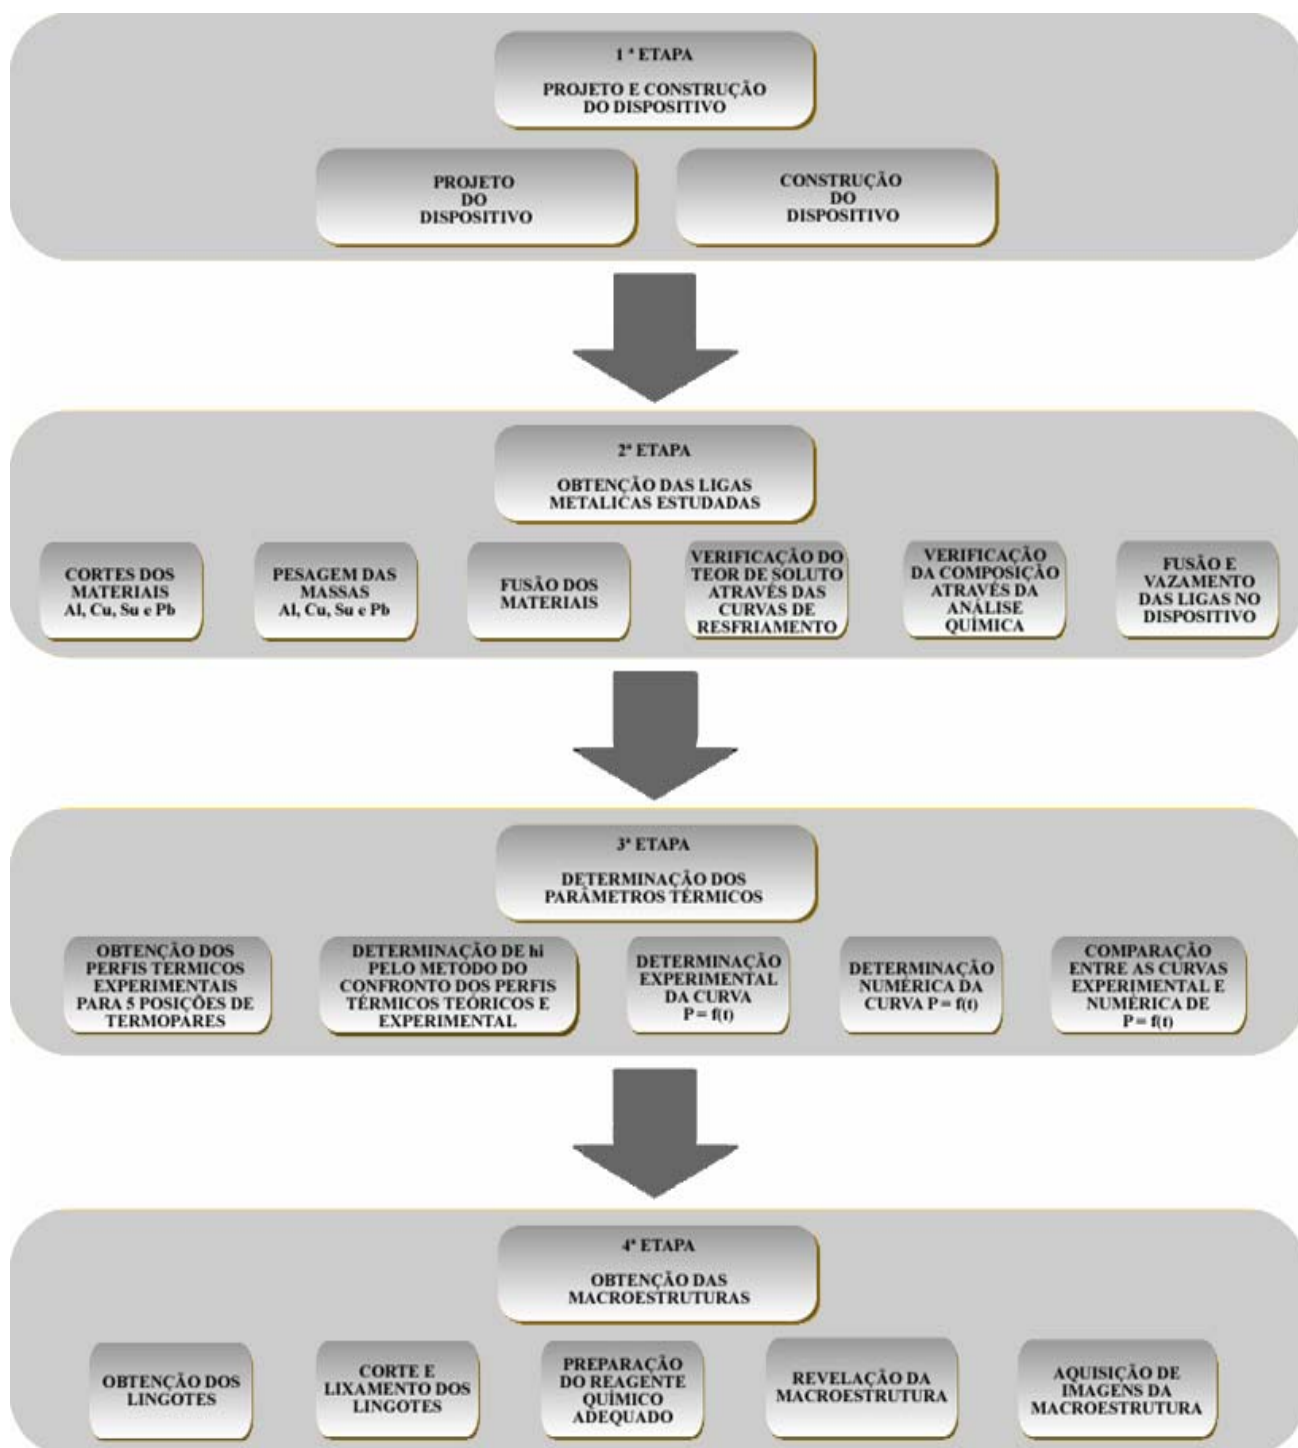 1 ª ETAPA
PROJETO E CONSTRUÇÃO
DO DISPOSITIVO
PROJETO
DO
DISPOSITIVO
CONSTRUÇÃO
DO
DISPOSITIVO
2ª ETAPA
OBTENÇÃO DAS LIGAS
METALICAS ESTUDADAS
CORTES DOS
MATERIAIS
Al, Cu, Su e Pb
PESAGEM DAS
MASSAS
Al, Cu, Su e Pb
FUSÃO DOS
MATERIAIS
VERIFICAÇÃO DO
TEOR DE SOLUTO
ATRAVÉS DAS
CURVAS DE
RESFRIAMENTO
VERIFICAÇÃO
DA COMPOSIÇÃO
ATRAVÉS DA
ANÁLISE
QUÍMICA
FUSÃO E
VAZAMENTO
DAS LIGAS NO
DISPOSITIVO
3ª ETAPA
DETERMINAÇÃO DOS
PARÂMETROS TÉRMICOS
OBTENÇÃO DOS
PERFIS TÉRMICOS
EXPERIMENTAIS
PARA 5 POSIÇÕES DE
TERMOPARES
DETERMINAÇÃO DE hi
PELO METÓDO DO
CONFRONTO DOS PERFIS
TÉRMICOS TEÓRICOS E
EXPERIMENTAL
DETERMINAÇÃO
EXPERIMENTAL
DA CURVA
P = f(t)
DETERMINAÇÃO
NUMÉRICA DA
CURVA P = f(t)
COMPARAÇÃO
ENTRE AS CURVAS
EXPERIMENTAL E
NUMÉRICA DE
P = f(t)
4ª ETAPA
OBTENÇÃO DAS
MACROESTRUTURAS
OBTENÇÃO DOS
LINGOTES
CORTE E
LIXAMENTO DOS
LINGOTES
PREPARAÇÃO
DO REAGENTE
QUÍMICO
ADEQUADO
REVELAÇÃO DA
MACROESTRUTURA
AQUISIÇÃO DE
IMAGENS DA
MACROESTRUTURA